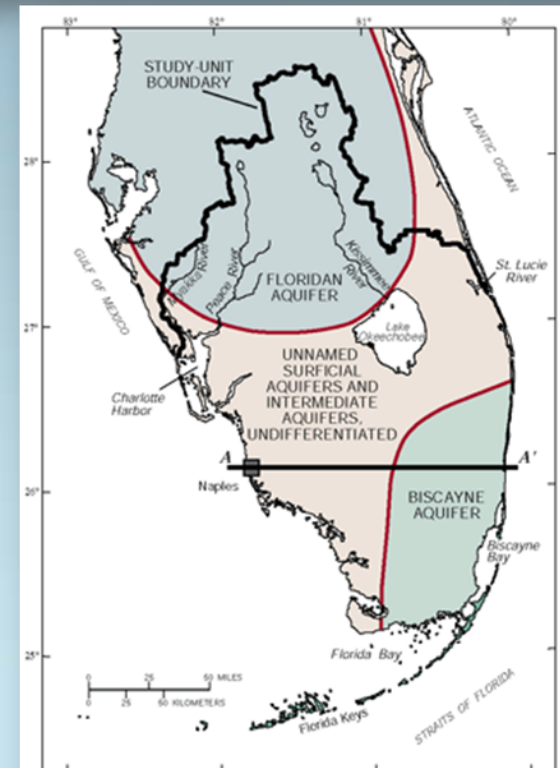 83°
82°
81°
80°
STUDY-UNIT
BOUNDARY
ATLANTIC OCEAN
28°
GULF OF MEXICO
Myakka River
Peace River
Kissimmee
River
FLORIDAN
AQUIFER
St. Lucie
River
27°
Lake
Okeechobee
UNNAMED
SURFICIAL
AQUIFERS AND
INTERMEDIATE
AQUIFERS,
UNDIFFERENTIATED
Charlotte
Harbor
A
A'
Naples
26°
BISCAYNE
AQUIFER
Biscayne
Bay
25°
Florida Bay
0 25 50 MILES
0 25 50 KILOMETERS
Florida Keys
STRAITS OF FLORIDA